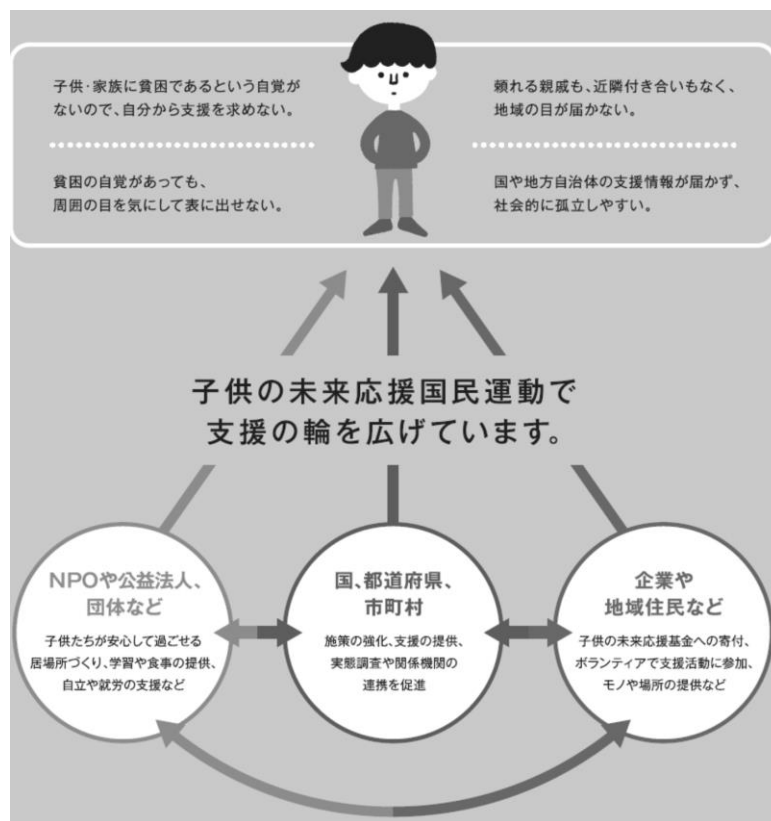 子供・家族に貧困であるという自覚が
ないので、自分から支援を求めない。
貧困の自覚があっても、
周囲の目を気にして表に出せない。
頼れる親戚も、近隣付き合いもなく、
地域の目が届かない。
国や地方自治体の支援情報が届かず、
社会的に孤立しやすい。
子供の未来応援国民運動で
支援の輪を広げています。
NPOや公益法人、
団体など
子供たちが安心して過ごせる
居場所づくり、学習や食事の提供、
自立や就労の支援など
国、都道府県、
市町村
施策の強化、支援の提供、
実態調査や関係機関の
連携を促進
企業や
地域住民など
子供の未来応援基金への寄付、
ボランティアで支援活動に参加、
モノや場所の提供など